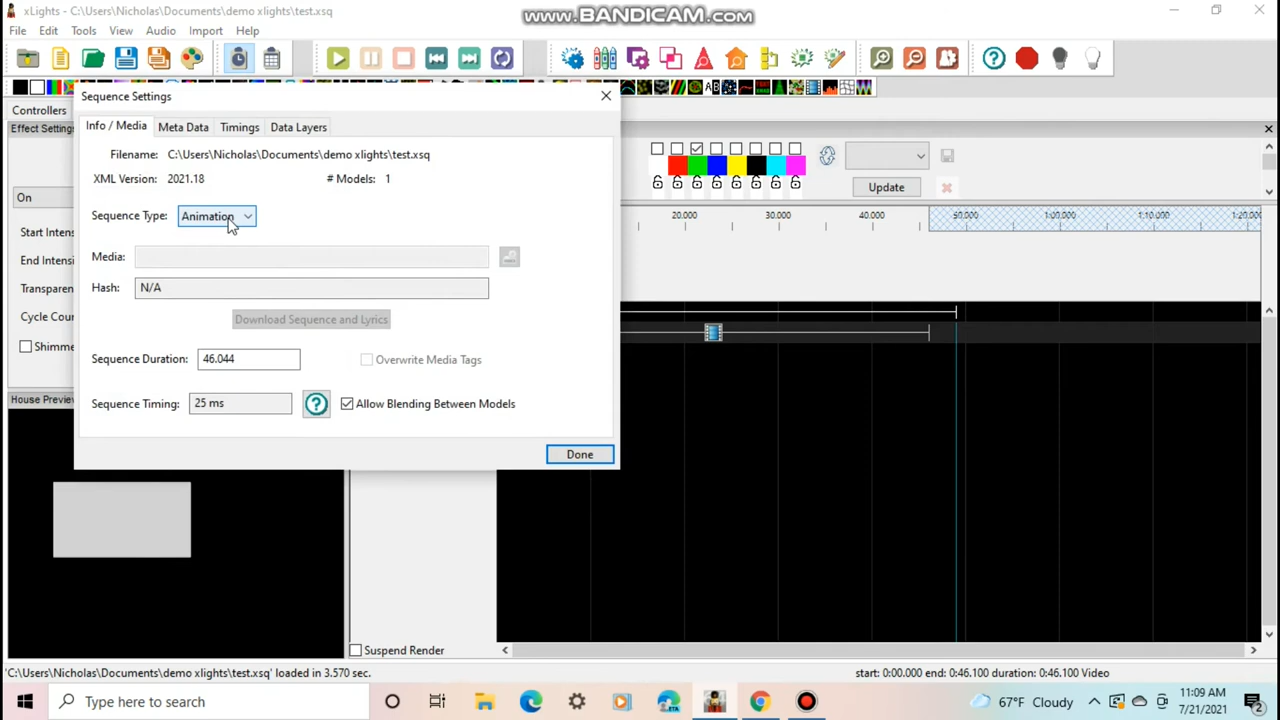 xLights - C:\Users\Nicholas\Documents\demo xlights\test.xsq
www.BANDICAM.com
File Edit Tools View Audio Import Help
Controllers
Effect Settings
Sequence Settings
Info / Media Meta Data Timings Data Layers
Filename: C:\Users\Nicholas\Documents\demo xlights\test.xsq
XML Version: 2021.18 # Models: 1
Sequence Type: Animation
Media:
Hash: N/A
Download Sequence and Lyrics
Sequence Duration: 46.044 Overwrite Media Tags
Sequence Timing: 25 ms Allow Blending Between Models
Done
On
Start Intens
End Intensi
Transparen
Cycle Cour
Shimme
Update
20.000 30.000 40.000 50.000 1:00.000 1:10.000 1:20.00
House Preview
Suspend Render
'C:\Users\Nicholas\Documents\demo xlights\test.xsq' loaded in 3.570 sec. start: 0:00.000 end: 0:46.100 duration: 0:46.100 Video
Type here to search
67°F Cloudy
11:09 AM
7/21/2021
2